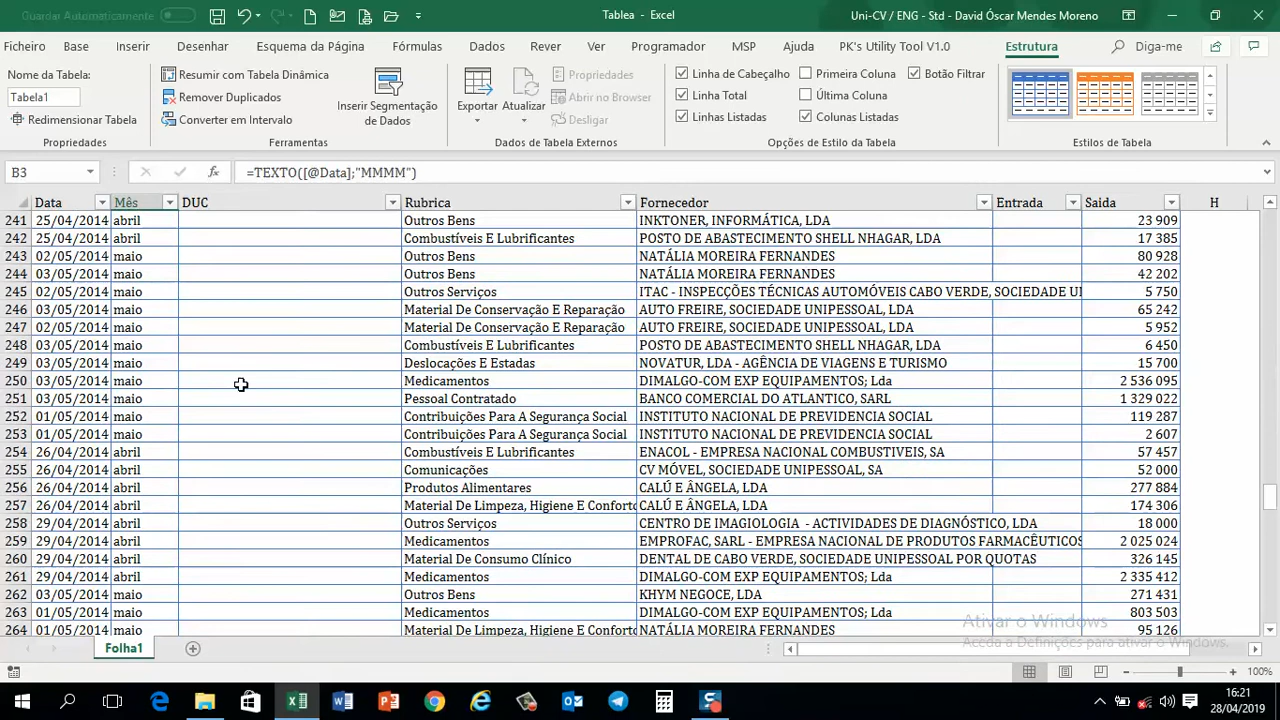 Guardar Automaticamente
Tablea - Excel
Uni-CV / ENG - Std - David Óscar Mendes Moreno
Ficheiro Base Inserir Desenhar Esquema da Página Fórmulas Dados Rever Ver Programador MSP Ajuda PK's Utility Tool V1.0 Estrutura Diga-me
Nome da Tabela:
Tabela1
Redimensionar Tabela
Propriedades
Resumir com Tabela Dinâmica
Remover Duplicados
Converter em Intervalo
Inserir Segmentação
de Dados
Ferramentas
Exportar Atualizar
Propriedades
Abrir no Browser
Desligar
Dados de Tabela Externos
Linha de Cabeçalho Primeira Coluna Botão Filtrar
Linha Total Última Coluna
Linhas Listadas Colunas Listadas
Opções de Estilo da Tabela
Estilos de Tabela
B3 fx =TEXTO([@Data];"MMMM")
Data Mês DUC Rubrica Fornecedor Entrada Saida H
241 25/04/2014 abril Outros Bens INKTONER, INFORMÁTICA, LDA 23 909
242 25/04/2014 abril Combustíveis E Lubrificantes POSTO DE ABASTECIMENTO SHELL NHAGAR, LDA 17 385
243 02/05/2014 maio Outros Bens NATÁLIA MOREIRA FERNANDES 80 928
244 03/05/2014 maio Outros Bens NATÁLIA MOREIRA FERNANDES 42 202
245 02/05/2014 maio Outros Serviços ITAC - INSPECÇÕES TÉCNICAS AUTOMÓVEIS CABO VERDE, SOCIEDADE 5 750
246 03/05/2014 maio Material De Conservação E Reparação AUTO FREIRE, SOCIEDADE UNIPESSOAL, LDA 65 242
247 02/05/2014 maio Material De Conservação E Reparação AUTO FREIRE, SOCIEDADE UNIPESSOAL, LDA 5 952
248 03/05/2014 maio Combustíveis E Lubrificantes POSTO DE ABASTECIMENTO SHELL NHAGAR, LDA 6 450
249 03/05/2014 maio Deslocações E Estadas NOVATUR, LDA - AGÊNCIA DE VIAGENS E TURISMO 15 700
250 03/05/2014 maio Medicamentos DIMALGO-COM EXP EQUIPAMENTOS; Lda 2 536 095
251 03/05/2014 maio Pessoal Contratado BANCO COMERCIAL DO ATLANTICO, SARL 1 329 022
252 01/05/2014 maio Contribuições Para A Segurança Social INSTITUTO NACIONAL DE PREVIDENCIA SOCIAL 119 287
253 01/05/2014 maio Contribuições Para A Segurança Social INSTITUTO NACIONAL DE PREVIDENCIA SOCIAL 2 607
254 26/04/2014 abril Combustíveis E Lubrificantes ENACOL - EMPRESA NACIONAL COMBUSTIVEIS, SA 57 457
255 26/04/2014 abril Comunicações CV MÓVEL, SOCIEDADE UNIPESSOAL, SA 52 000
256 26/04/2014 abril Produtos Alimentares CALÚ E ÂNGELA, LDA 277 884
257 26/04/2014 abril Material De Limpeza, Higiene E Conforto CALÚ E ÂNGELA, LDA 174 306
258 29/04/2014 abril Outros Serviços CENTRO DE IMAGIOLOGIA - ACTIVIDADES DE DIAGNÓSTICO, LDA 18 000
259 29/04/2014 abril Medicamentos EMPROFAC, SARL - EMPRESA NACIONAL DE PRODUTOS FARMACÊUTICOS 2 025 024
260 29/04/2014 abril Material De Consumo Clínico DENTAL DE CABO VERDE, SOCIEDADE UNIPESSOAL POR QUOTAS 326 145
261 29/04/2014 abril Medicamentos DIMALGO-COM EXP EQUIPAMENTOS; Lda 2 335 412
262 03/05/2014 maio Outros Bens KHYM NEGOCE, LDA 271 431
263 01/05/2014 maio Medicamentos DIMALGO-COM EXP EQUIPAMENTOS; Lda 803 503
264 01/05/2014 maio Material De Limpeza, Higiene E Conforto NATÁLIA MOREIRA FERNANDES 95 126
Ativar o Windows
Aceda a Definições para ativar o Windows.
Folha1
100%
16:21
28/04/2019